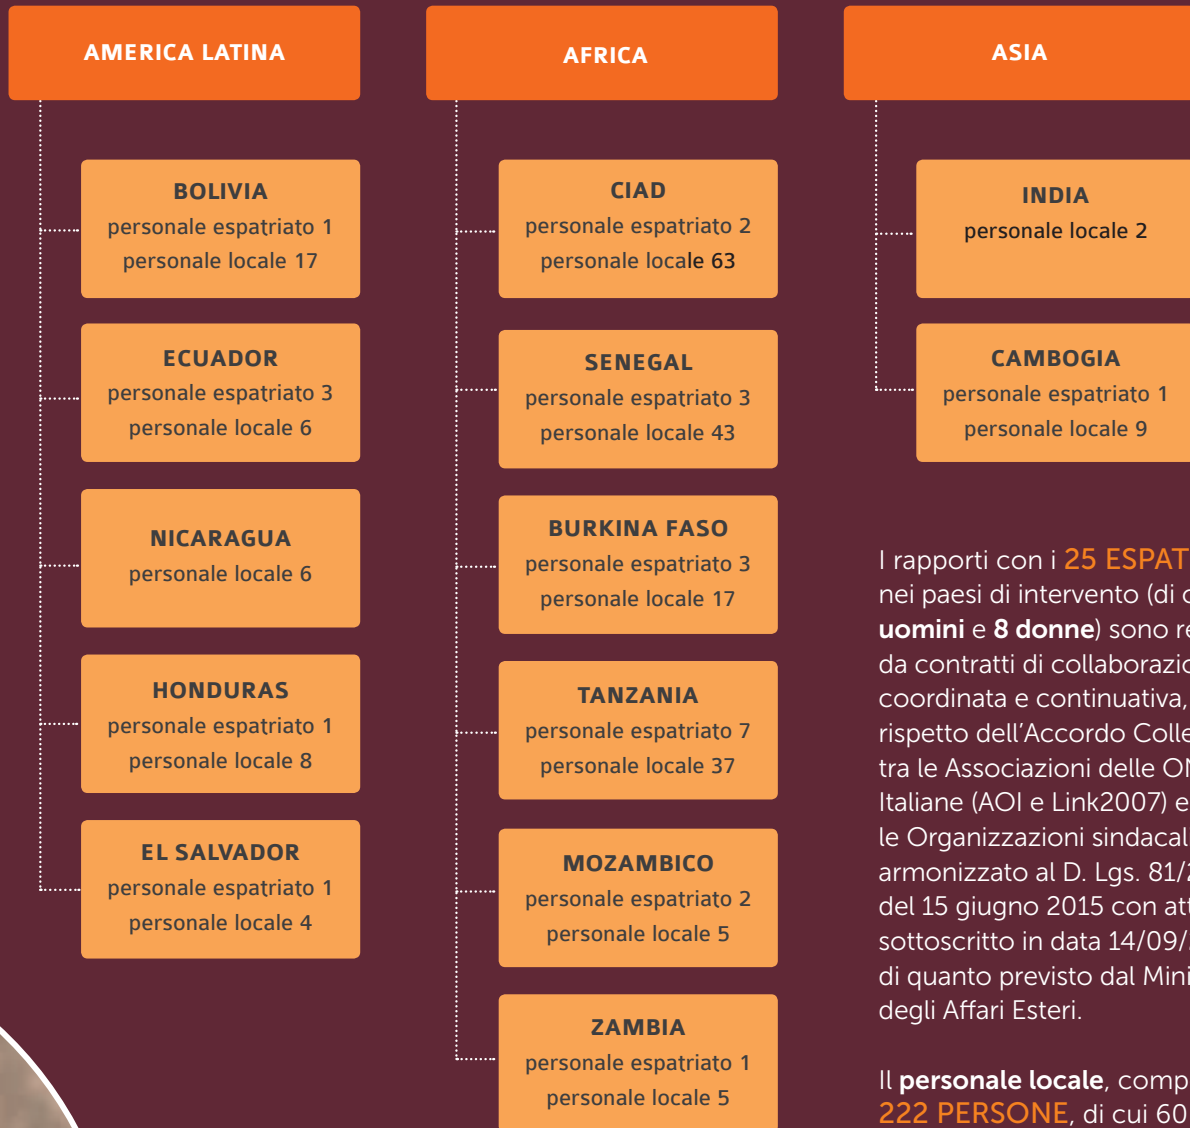 AMERICA LATINA
BOLIVIA
personale espatriato 1
personale locale 17
ECUADOR
personale espatriato 3
personale locale 6
NICARAGUA
personale locale 6
HONDURAS
personale espatriato 1
personale locale 8
EL SALVADOR
personale espatriato 1
personale locale 4
AFRICA
CIAD
personale espatriato 2
personale locale 63
SENEGAL
personale espatriato 3
personale locale 43
BURKINA FASO
personale espatriato 3
personale locale 17
TANZANIA
personale espatriato 7
personale locale 37
MOZAMBICO
personale espatriato 2
personale locale 5
ZAMBIA
personale espatriato 1
personale locale 5
ASIA
INDIA
personale locale 2
CAMBOGIA
personale espatriato 1
personale locale 9
I rapporti con i 25
nei paesi di intervento (di
uomini e 8 donne) sono
da contratti di
coordinata e continuativa,
rispetto dell'Accordo
tra le Associazioni delle
Italiane (AOI e Link2007) e
le Organizzazioni
armonizzato al D. Lgs.
del 15 giugno 2015 con
sottoscritto in data
di quanto previsto dal
degli Affari Esteri.
Il personale locale,
222 PERSONE, di cui 60